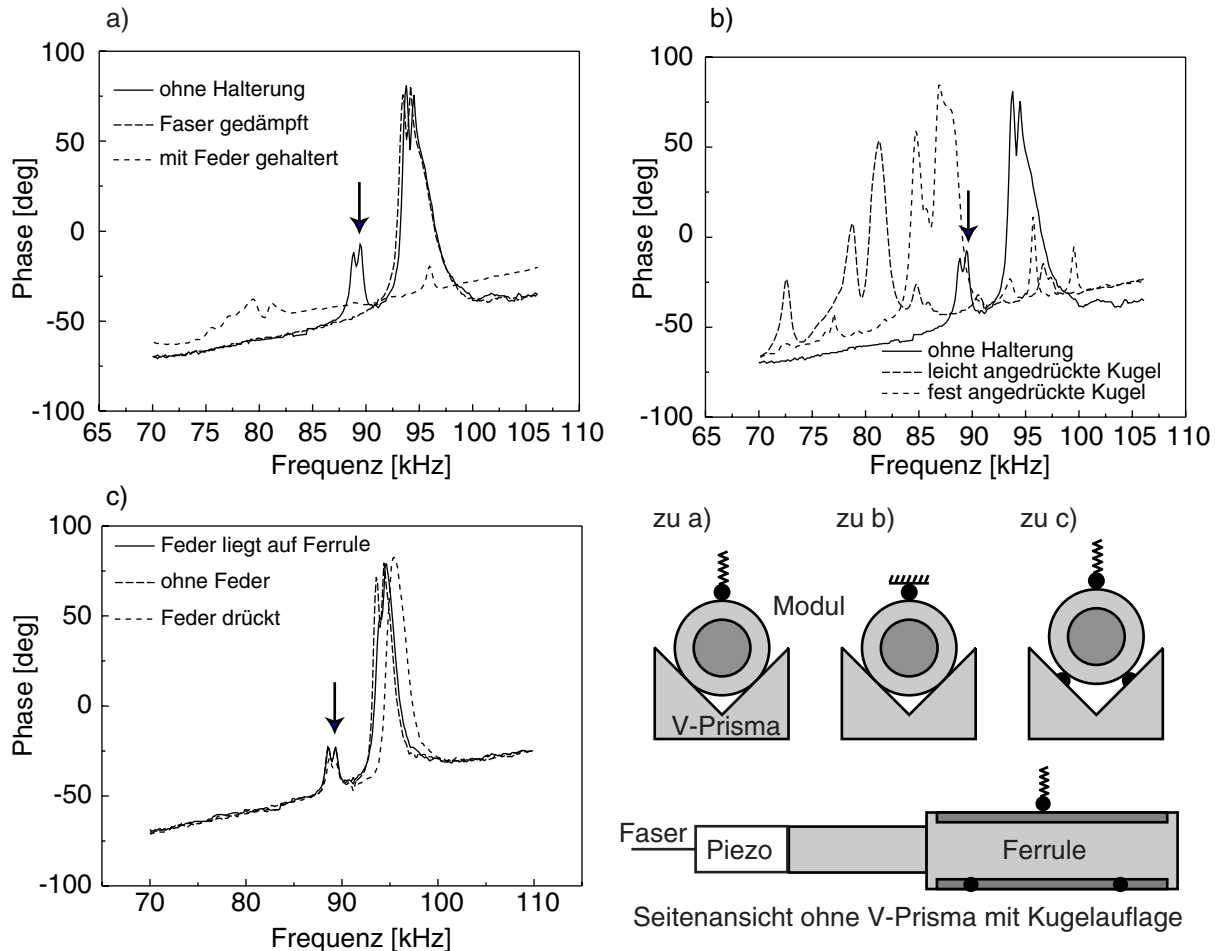 a)
100
50
0
-50
-100
Phase [deg]
ohne Halterung
Faser gedämpft
mit Feder gehaltert
65 70 75 80 85 90 95 100 105 110
Frequenz [kHz]
b)
100
50
0
-50
-100
Phase [deg]
ohne Halterung
leicht angedrückte Kugel
fest angedrückte Kugel
65 70 75 80 85 90 95 100 105 110
Frequenz [kHz]
c)
100
50
0
-50
-100
Phase [deg]
Feder liegt auf Ferrule
ohne Feder
Feder drückt
70 80 90 100 110
Frequenz [kHz]
zu a) zu b) zu c)
Modul
V-Prisma
Faser Piezo Ferrule
Seitenansicht ohne V-Prisma mit Kugelauflage